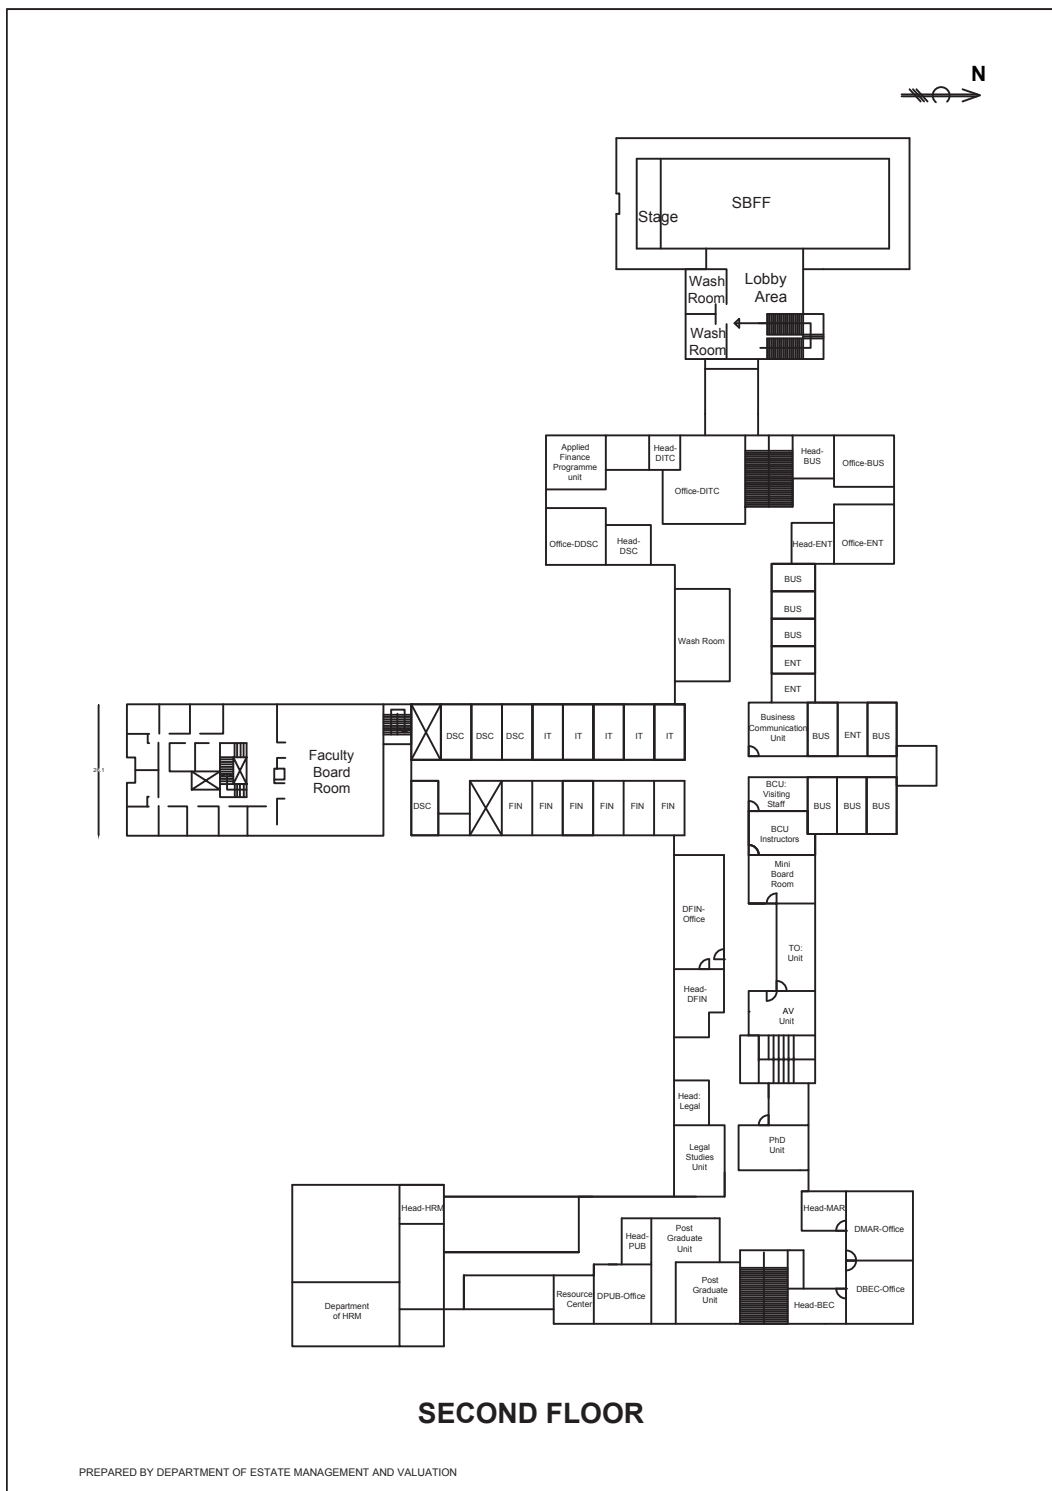 N
SBFF
Stage
Wash
Room
Lobby
Area
Wash
Room
Applied
Finance
Programme
unit
Head-
DITC
Office-DITC
Head-
BUS
Office-BUS
Office-DDSC
Head-
DSC
Head-ENT
Office-ENT
BUS
BUS
BUS
ENT
ENT
Wash Room
Faculty
Board
Room
DSC
DSC
DSC
IT
IT
IT
IT
IT
Business
Communication
Unit
BUS
ENT
BUS
DSC
FIN
FIN
FIN
FIN
FIN
FIN
BCU:
Visiting
Staff
BUS
BUS
BUS
BCU
Instructors
Mini
Board
Room
DFIN-
Office
TO:
Unit
Head-
DFIN
AV
Unit
Head:
Legal
Legal
Studies
Unit
PhD
Unit
Head-HRM
Head-MAR
DMAR-Office
Head-
PUB
Post
Graduate
Unit
Department
of HRM
Resource
Center
DPUB-Office
Post
Graduate
Unit
Head-BEC
DBEC-Office
SECOND FLOOR
PREPARED BY DEPARTMENT OF ESTATE MANAGEMENT AND VALUATION